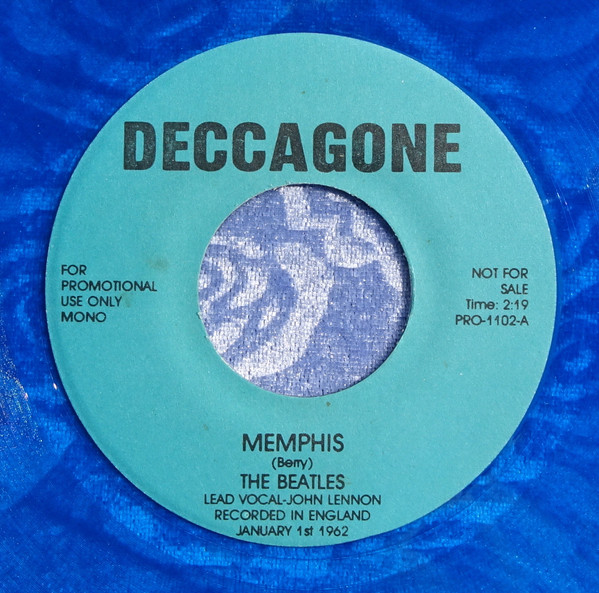 DECCAGONE
FOR
PROMOTIONAL
USE ONLY
MONO
NOT FOR
SALE
Time: 2:19
PRO-1102-A
MEMPHIS
(Berry)
THE BEATLES
LEAD VOCAL-JOHN LENNON
RECORDED IN ENGLAND
JANUARY 1st 1962